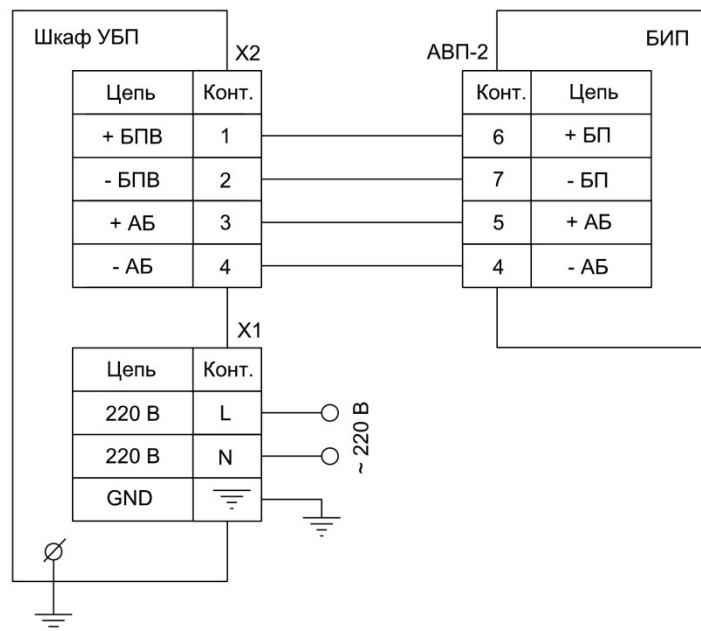 Шкаф УБП
X2
АВП-2
БИП
Цепь Конт.
+ БПВ 1
- БПВ 2
+ АБ 3
- АБ 4
Конт. Цепь
6 + БП
7 - БП
5 + АБ
4 - АБ
X1
Цепь Конт.
220 В L
220 В N
GND
~ 220 В